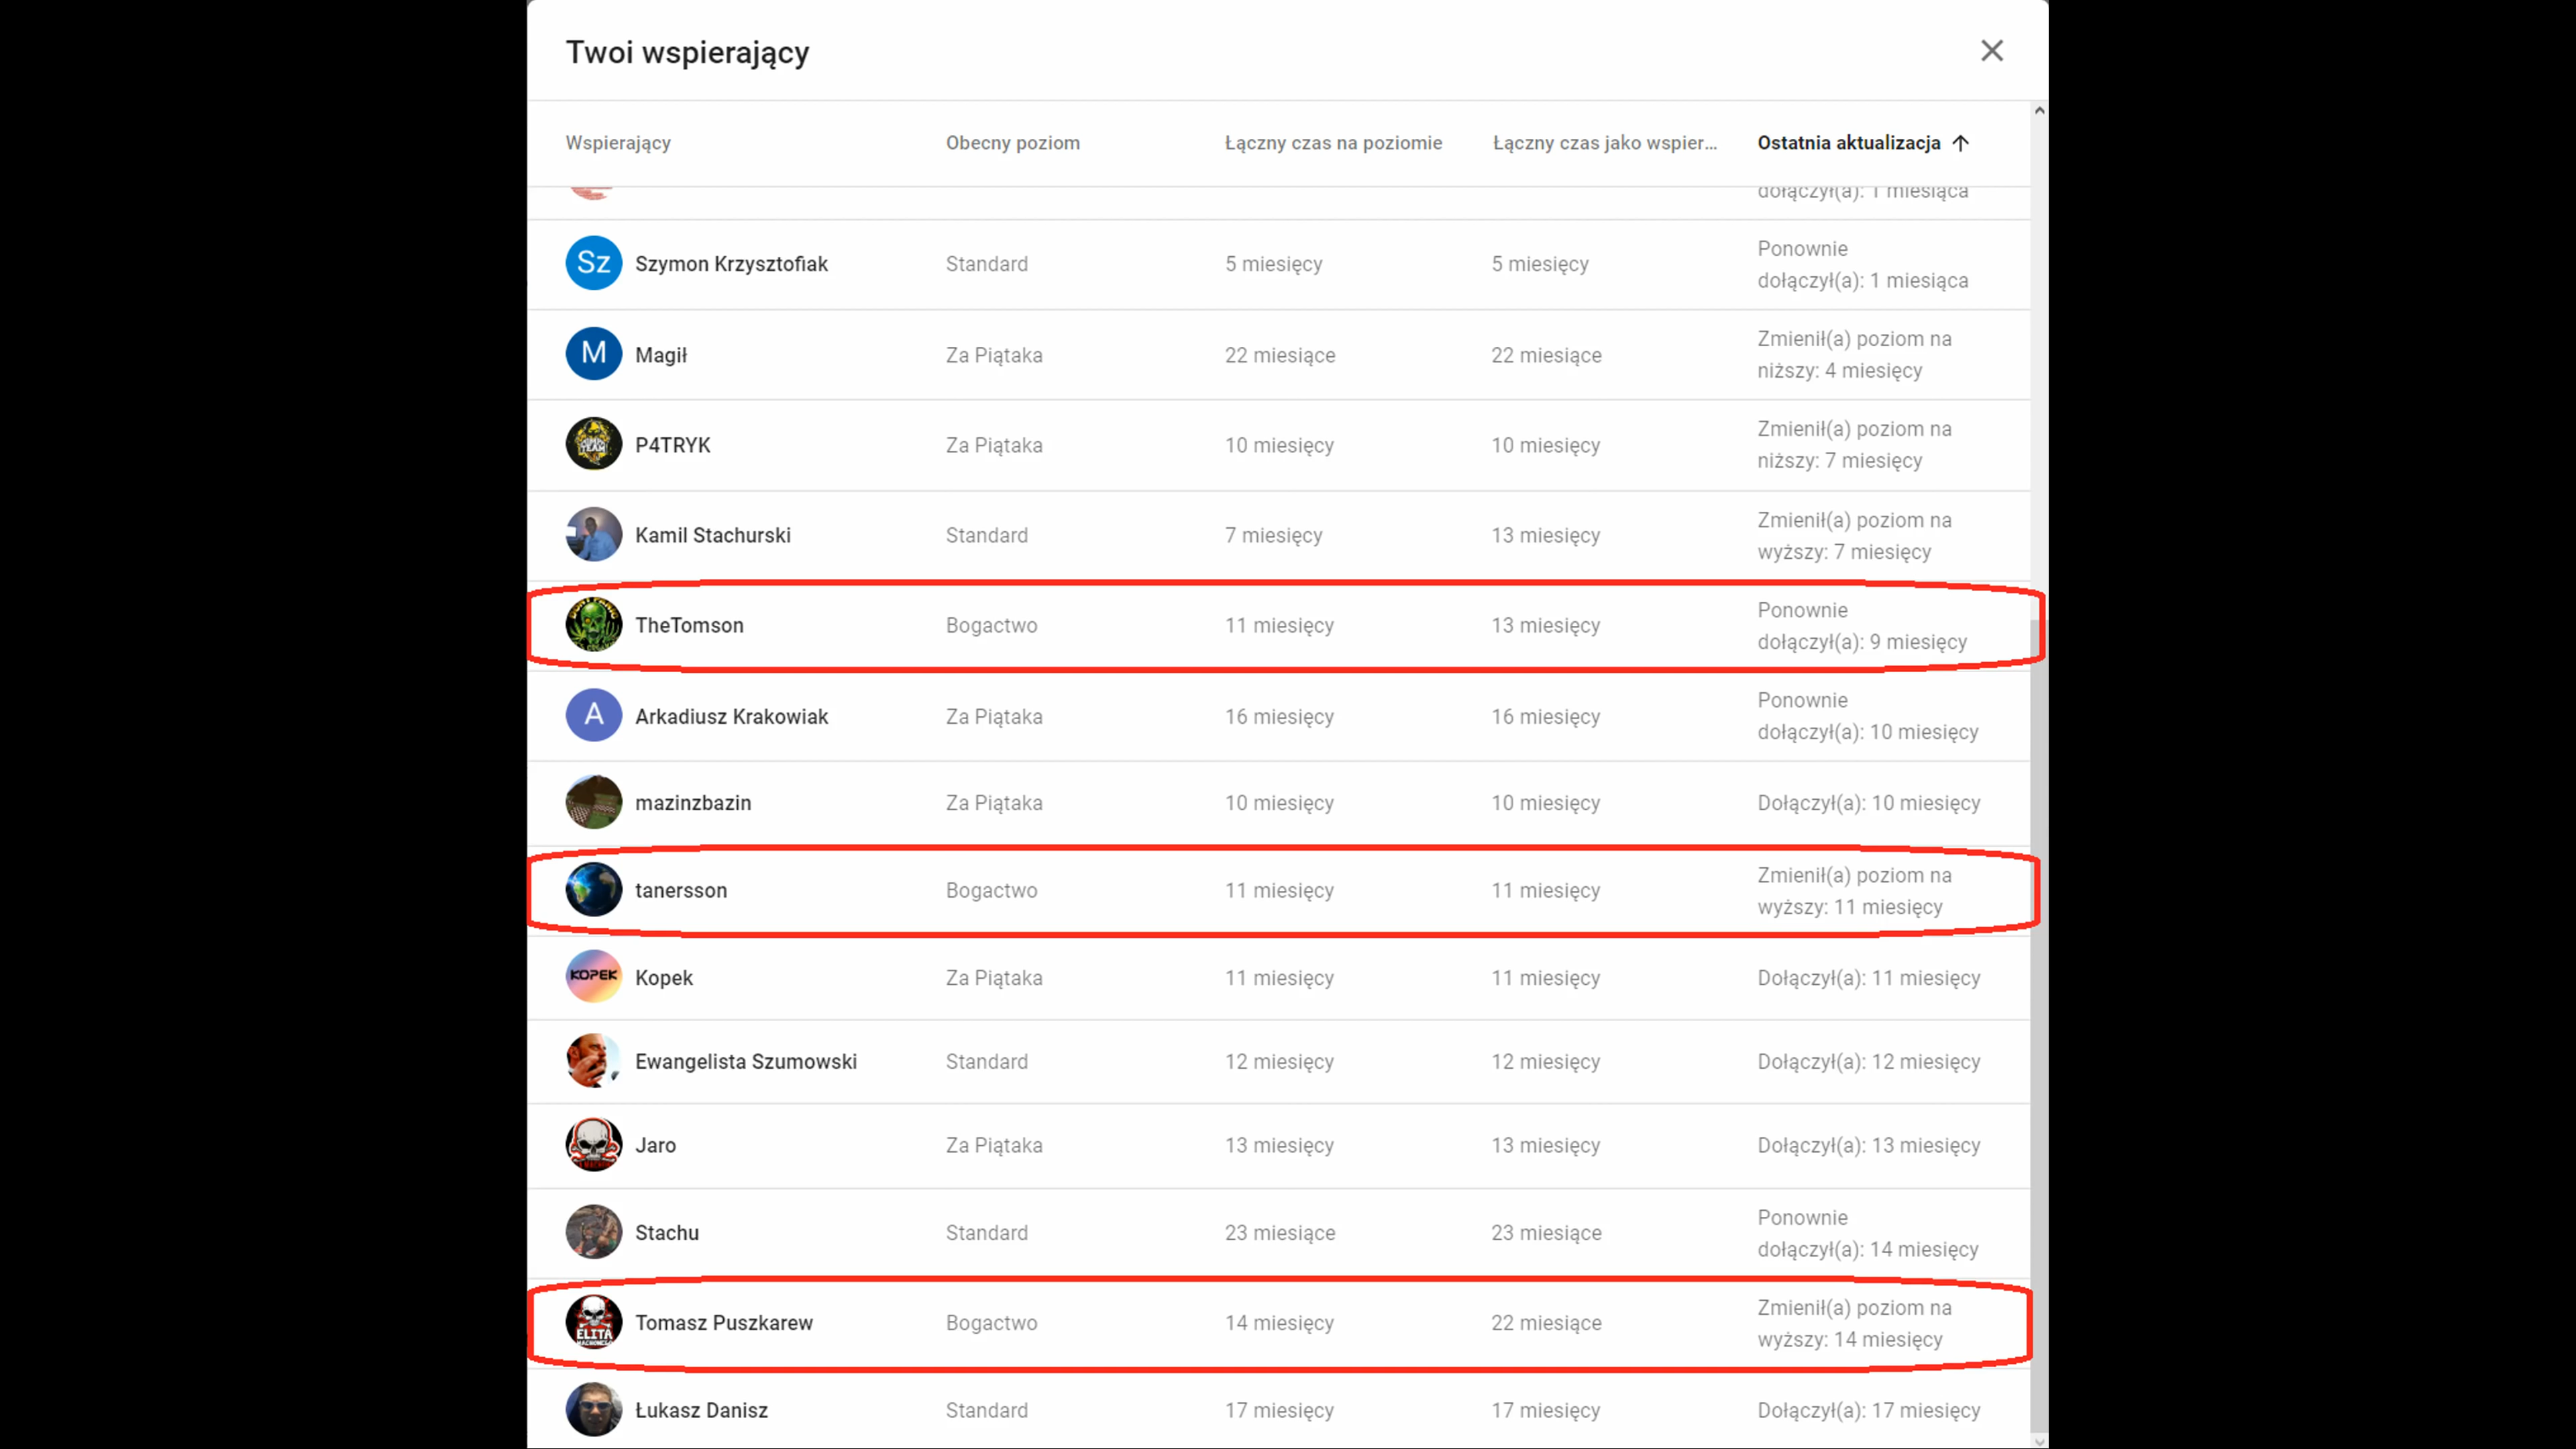 Twoi wspierający
Wspierający Obecny poziom Łączny czas na poziomie Łączny czas jako wspier... Ostatnia aktualizacja
dołączył(a): 1 miesiąca
Sz Szymon Krzysztofiak Standard 5 miesięcy 5 miesięcy Ponownie
dołączył(a): 1 miesiąca
M Magił Za Piątaka 22 miesiące 22 miesiące Zmienił(a) poziom na
niższy: 4 miesięcy
P4TRYK Za Piątaka 10 miesięcy 10 miesięcy Zmienił(a) poziom na
niższy: 7 miesięcy
Kamil Stachurski Standard 7 miesięcy 13 miesięcy Zmienił(a) poziom na
wyższy: 7 miesięcy
TheTomson Bogactwo 11 miesięcy 13 miesięcy Ponownie
dołączył(a): 9 miesięcy
A Arkadiusz Krakowiak Za Piątaka 16 miesięcy 16 miesięcy Ponownie
dołączył(a): 10 miesięcy
mazinzbazin Za Piątaka 10 miesięcy 10 miesięcy Dołączył(a): 10 miesięcy
tanersson Bogactwo 11 miesięcy 11 miesięcy Zmienił(a) poziom na
wyższy: 11 miesięcy
KOPEK Kopek Za Piątaka 11 miesięcy 11 miesięcy Dołączył(a): 11 miesięcy
Ewangelista Szumowski Standard 12 miesięcy 12 miesięcy Dołączył(a): 12 miesięcy
Jaro Za Piątaka 13 miesięcy 13 miesięcy Dołączył(a): 13 miesięcy
Stachu Standard 23 miesiące 23 miesiące Ponownie
dołączył(a): 14 miesięcy
ELITA Tomasz Puszkarew Bogactwo 14 miesięcy 22 miesiące Zmienił(a) poziom na
wyższy: 14 miesięcy
Łukasz Danisz Standard 17 miesięcy 17 miesięcy Dołączył(a): 17 miesięcy